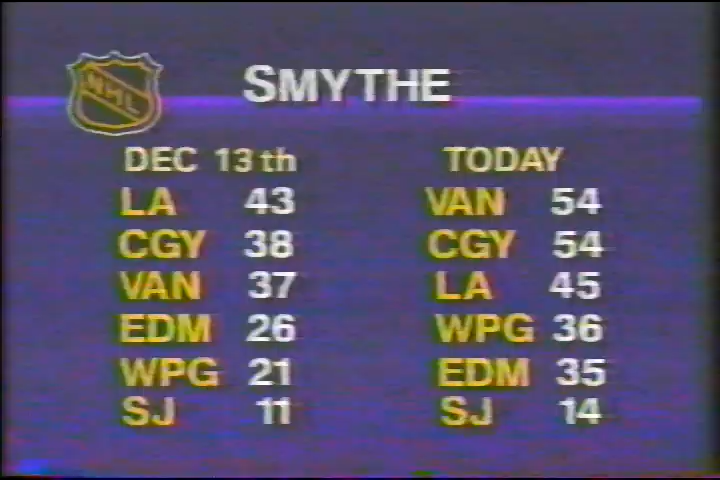 NHL
SMYTHE
DEC 13th TODAY
LA 43 VAN 54
CGY 38 CGY 54
VAN 37 LA 45
EDM 26 WPG 36
WPG 21 EDM 35
SJ 11 SJ 14